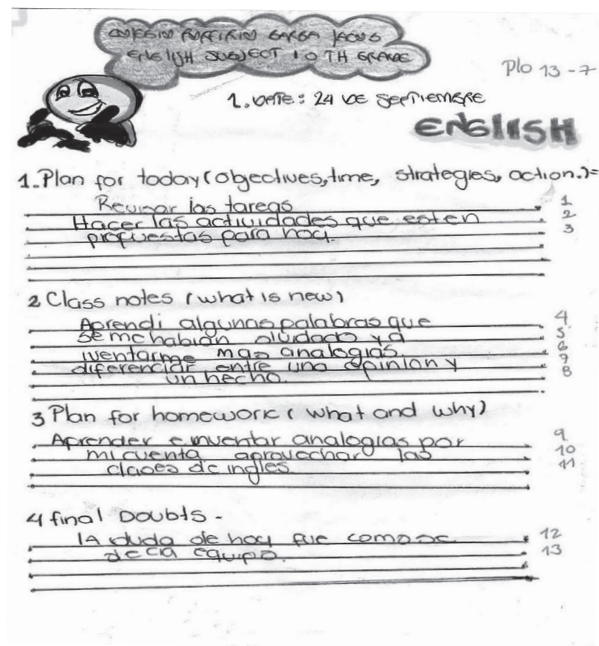 COLEGIO PORFIRIO BARBA JACOB
ENGLISH SUBJECT 10 TH GRADE
Plo 13-7
1. DATE: 24 DE SEPTIEMBRE
ENGLISH
1. Plan for today (objectives, time, strategies, action.)=
Revisar las tareas 1
Hacer las actividades que esten 2
propuestas para hoy. 3
2 Class notes (what is new)
Aprendi algunas palabras que 4
se me habian olvidado y a 5
iventarme mas analogias. 6
diferenciar entre una opinion y 7
un hecho. 8
3 Plan for homework (what and why)
Aprender e inventar analogias por 9
mi cuenta aprovechar las 10
clases de ingles 11
4 final Doubts -
la duda de hoy fue como se 12
decia equipo. 13